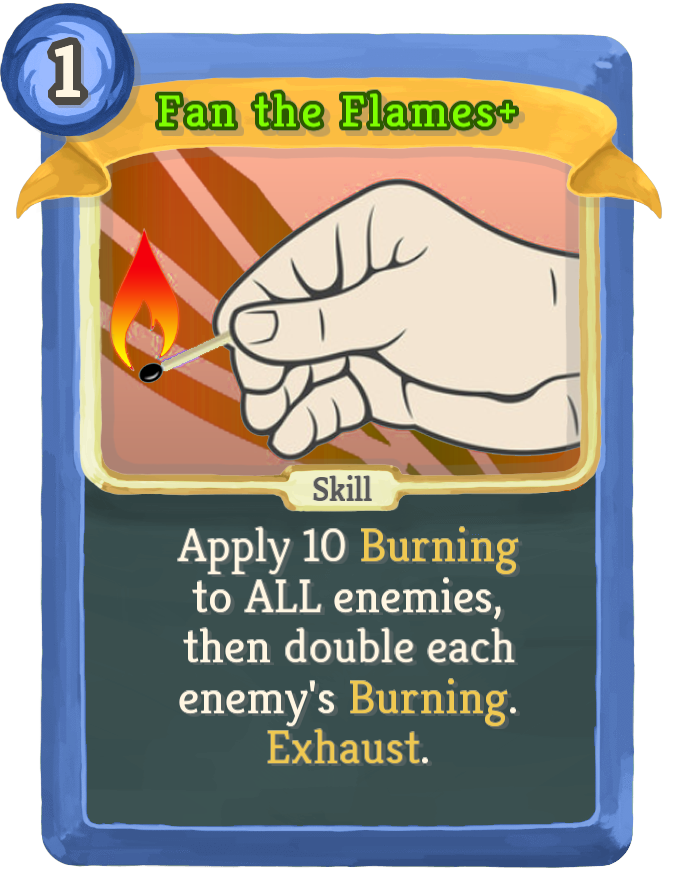 1
Fan the Flames+
Skill
Apply 10 Burning
to ALL enemies,
then double each
enemy's Burning.
Exhaust.